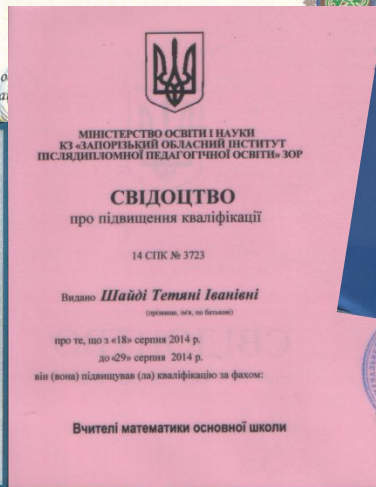 МІНІСТЕРСТВО ОСВІТИ І НАУКИ
КЗ «ЗАПОРІЗЬКИЙ ОБЛАСНИЙ ІНСТИТУТ
ПІСЛЯДИПЛОМНОЇ ПЕДАГОГІЧНОЇ ОСВІТИ» ЗОР
СВІДОЦТВО
про підвищення кваліфікації
14 СПК № 3723
Видано Шайді Тетяні Іванівні
(прізвище, ім'я, по батькові)
про те, що з «18» серпня 2014 р.
до «29» серпня 2014 р.
він (вона) підвищував (ла) кваліфікацію за фахом:
Вчителі математики основної школи